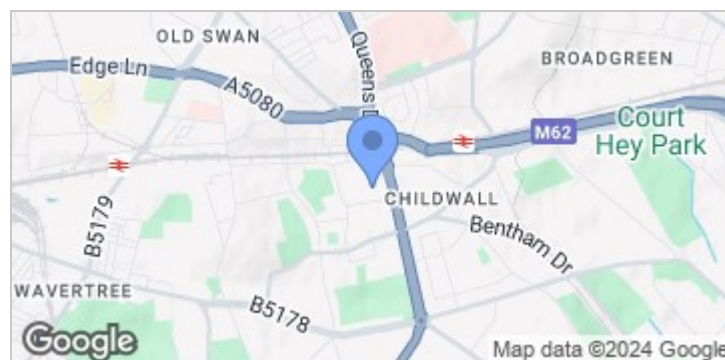 OLD SWAN
Edge Ln
A5080
Queens D
BROADGREEN
M62
Court
Hey Park
CHILDWALL
B5179
Bentham Dr
WAVERTREE
B5178
Google
Map data ©2024 Google